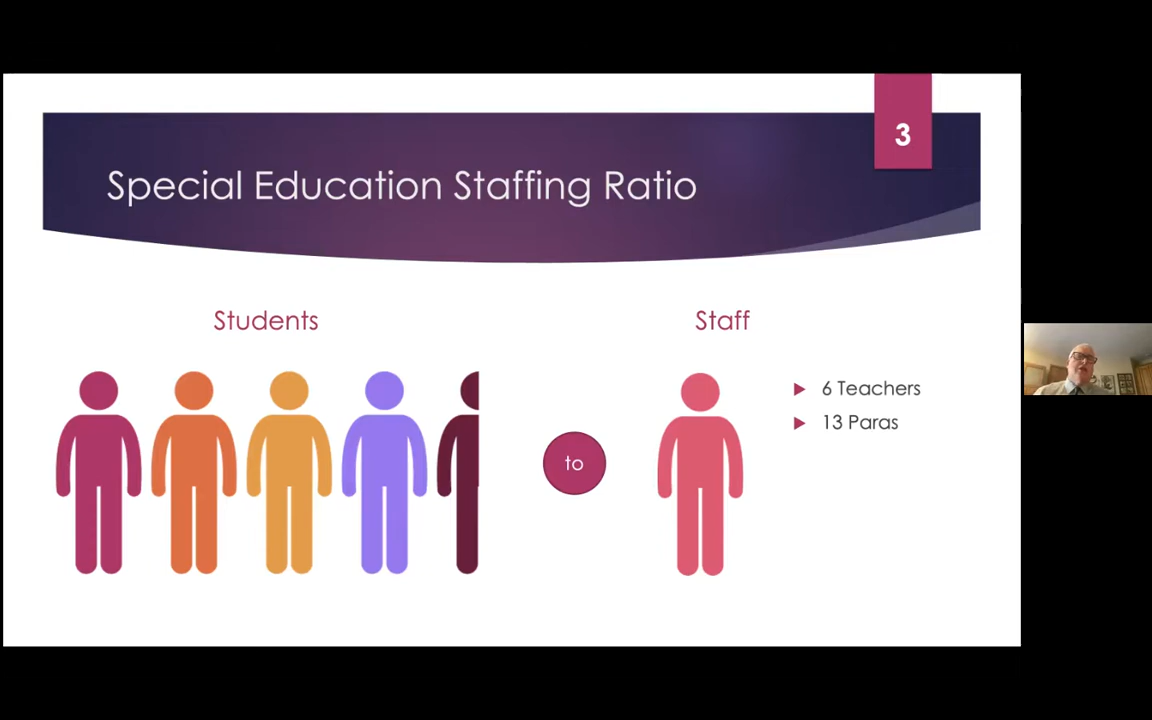 3
Special Education Staffing Ratio
Students
Staff
6 Teachers
13 Paras
to